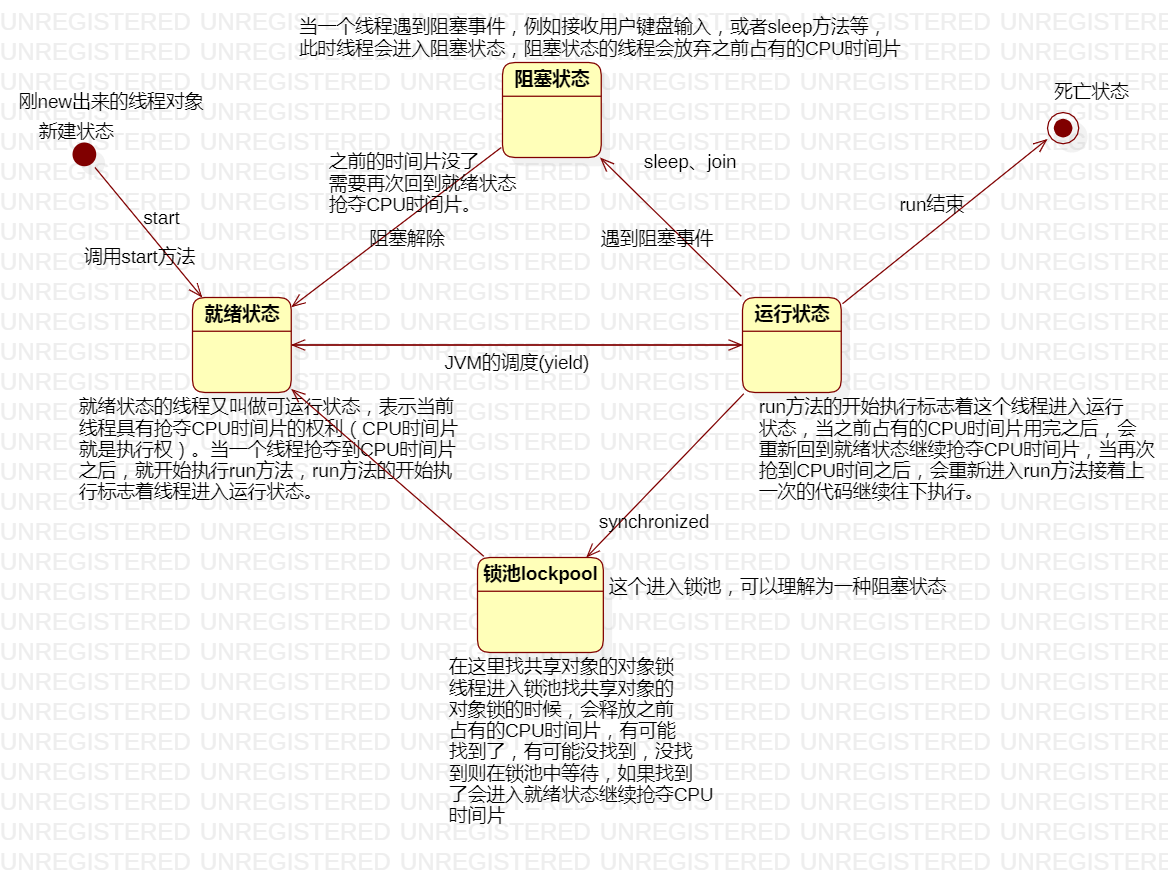 当一个线程遇到阻塞事件，例如接收用户键盘输入，或者sleep方法等，
此时线程会进入阻塞状态，阻塞状态的线程会放弃之前占有的CPU时间片
阻塞状态
死亡状态
刚new出来的线程对象
新建状态
之前的时间片没了
需要再次回到就绪状态
抢夺CPU时间片。
sleep、join
start
run结束
阻塞解除
遇到阻塞事件
调用start方法
就绪状态
运行状态
JVM的调度(yield)
就绪状态的线程又叫做可运行状态，表示当前
线程具有抢夺CPU时间片的权利（CPU时间片
就是执行权）。当一个线程抢夺到CPU时间片
之后，就开始执行run方法，run方法的开始执
行标志着线程进入运行状态。
run方法的开始执行标志着这个线程进入运行
状态，当之前占有的CPU时间片用完之后，会
重新回到就绪状态继续抢夺CPU时间片，当再次
抢到CPU时间之后，会重新进入run方法接着上
一次的代码继续往下执行。
synchronized
锁池lockpool
这个进入锁池，可以理解为一种阻塞状态
在这里找共享对象的对象锁
线程进入锁池找共享对象的
对象锁的时候，会释放之前
占有的CPU时间片，有可能
找到了，有可能没找到，没找
到则在锁池中等待，如果找到
了会进入就绪状态继续抢夺CPU
时间片